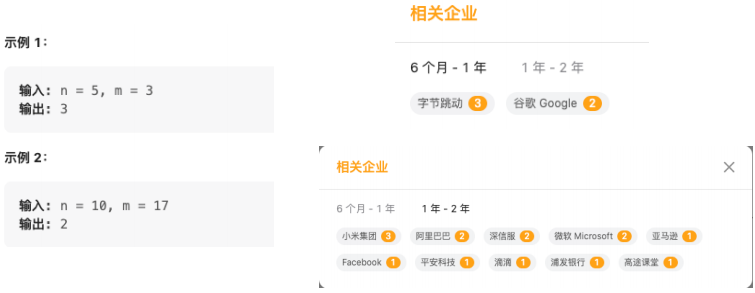 示例 1：
输入: n = 5, m = 3
输出: 3
示例 2：
输入: n = 10, m = 17
输出: 2
相关企业
6 个月 - 1 年 1 年 - 2 年
字节跳动 3 谷歌 Google 2
相关企业
6 个月 - 1 年 1 年 - 2 年
小米集团 3 阿里巴巴 2 深信服 2 微软 Microsoft 2 亚马逊 1
Facebook 1 平安科技 1 滴滴 1 浦发银行 1 高途课堂 1